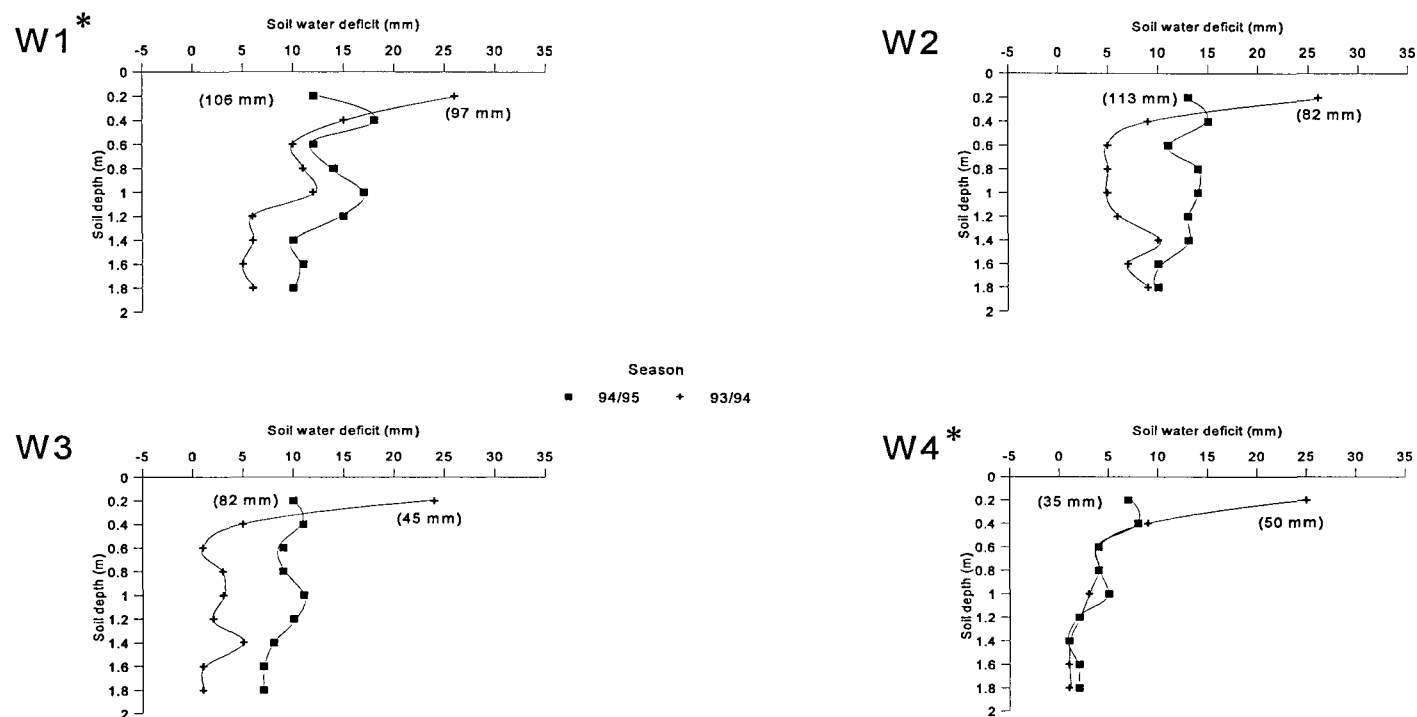 W1*
Soil water deficit (mm)
-5 0 5 10 15 20 25 30 35
Soil depth (m)
0
0.2
0.4
0.6
0.8
1
1.2
1.4
1.6
1.8
2
(106 mm)
(97 mm)
W2
Soil water deficit (mm)
-5 0 5 10 15 20 25 30 35
Soil depth (m)
0
0.2
0.4
0.6
0.8
1
1.2
1.4
1.6
1.8
2
(113 mm)
(82 mm)
Season
94/95 93/94
W3
Soil water deficit (mm)
-5 0 5 10 15 20 25 30 35
Soil depth (m)
0
0.2
0.4
0.6
0.8
1
1.2
1.4
1.6
1.8
2
(82 mm)
(45 mm)
W4*
Soil water deficit (mm)
-5 0 5 10 15 20 25 30 35
Soil depth (m)
0
0.2
0.4
0.6
0.8
1
1.2
1.4
1.6
1.8
2
(35 mm)
(50 mm)